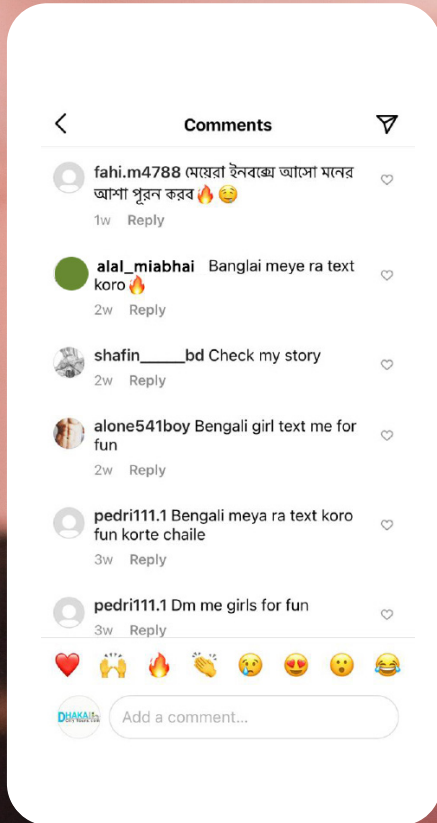 Comments
fahi.m4788 মেয়েরা ইনবক্সে আসো মনের
আশা পূরন করব🔥🤤
1w Reply
alal_miabhai Banglai meye ra text
koro🔥
2w Reply
shafin_____bd Check my story
2w Reply
alone541boy Bengali girl text me for
fun
2w Reply
pedri111.1 Bengali meya ra text koro
fun korte chaile
3w Reply
pedri111.1 Dm me girls for fun
3w Reply
❤️ 🙌 🔥 👏 😢 😍 😮 😂
DHAKA
Add a comment...